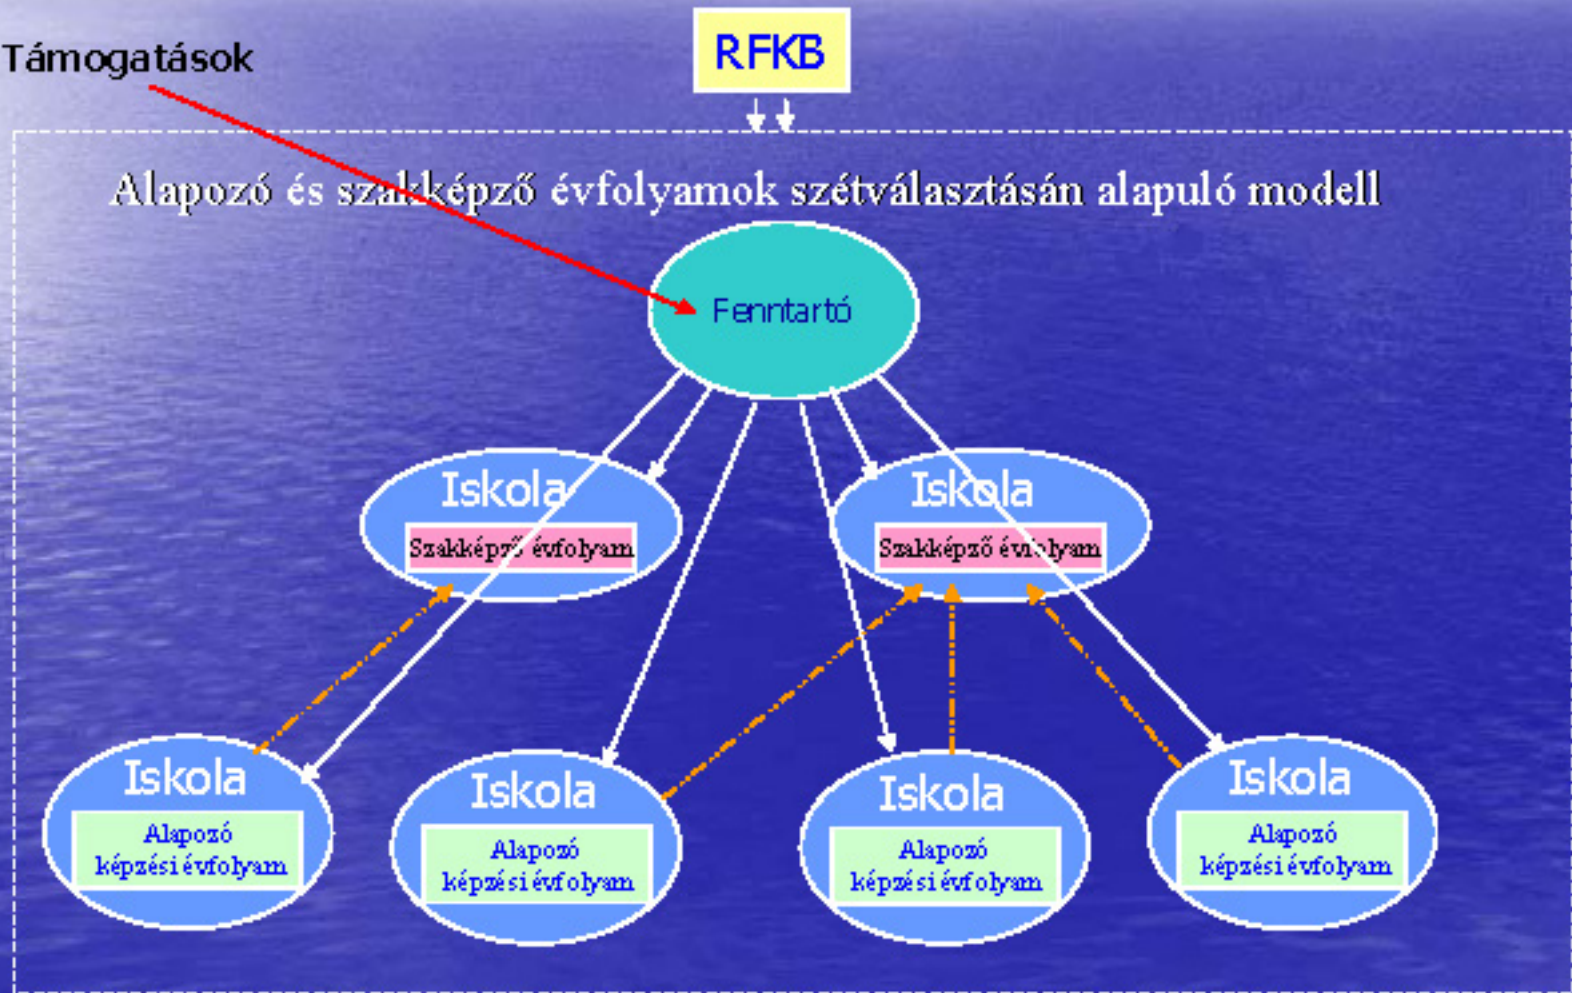 RFKB
Támogatások
Alapozó és szakképző évfolyamok szétválasztásán alapuló modell
Fenntartó
Iskola
Szakképző évfolyam
Iskola
Szakképző évfolyam
Iskola
Alapozó
képzési évfolyam
Iskola
Alapozó
képzési évfolyam
Iskola
Alapozó
képzési évfolyam
Iskola
Alapozó
képzési évfolyam